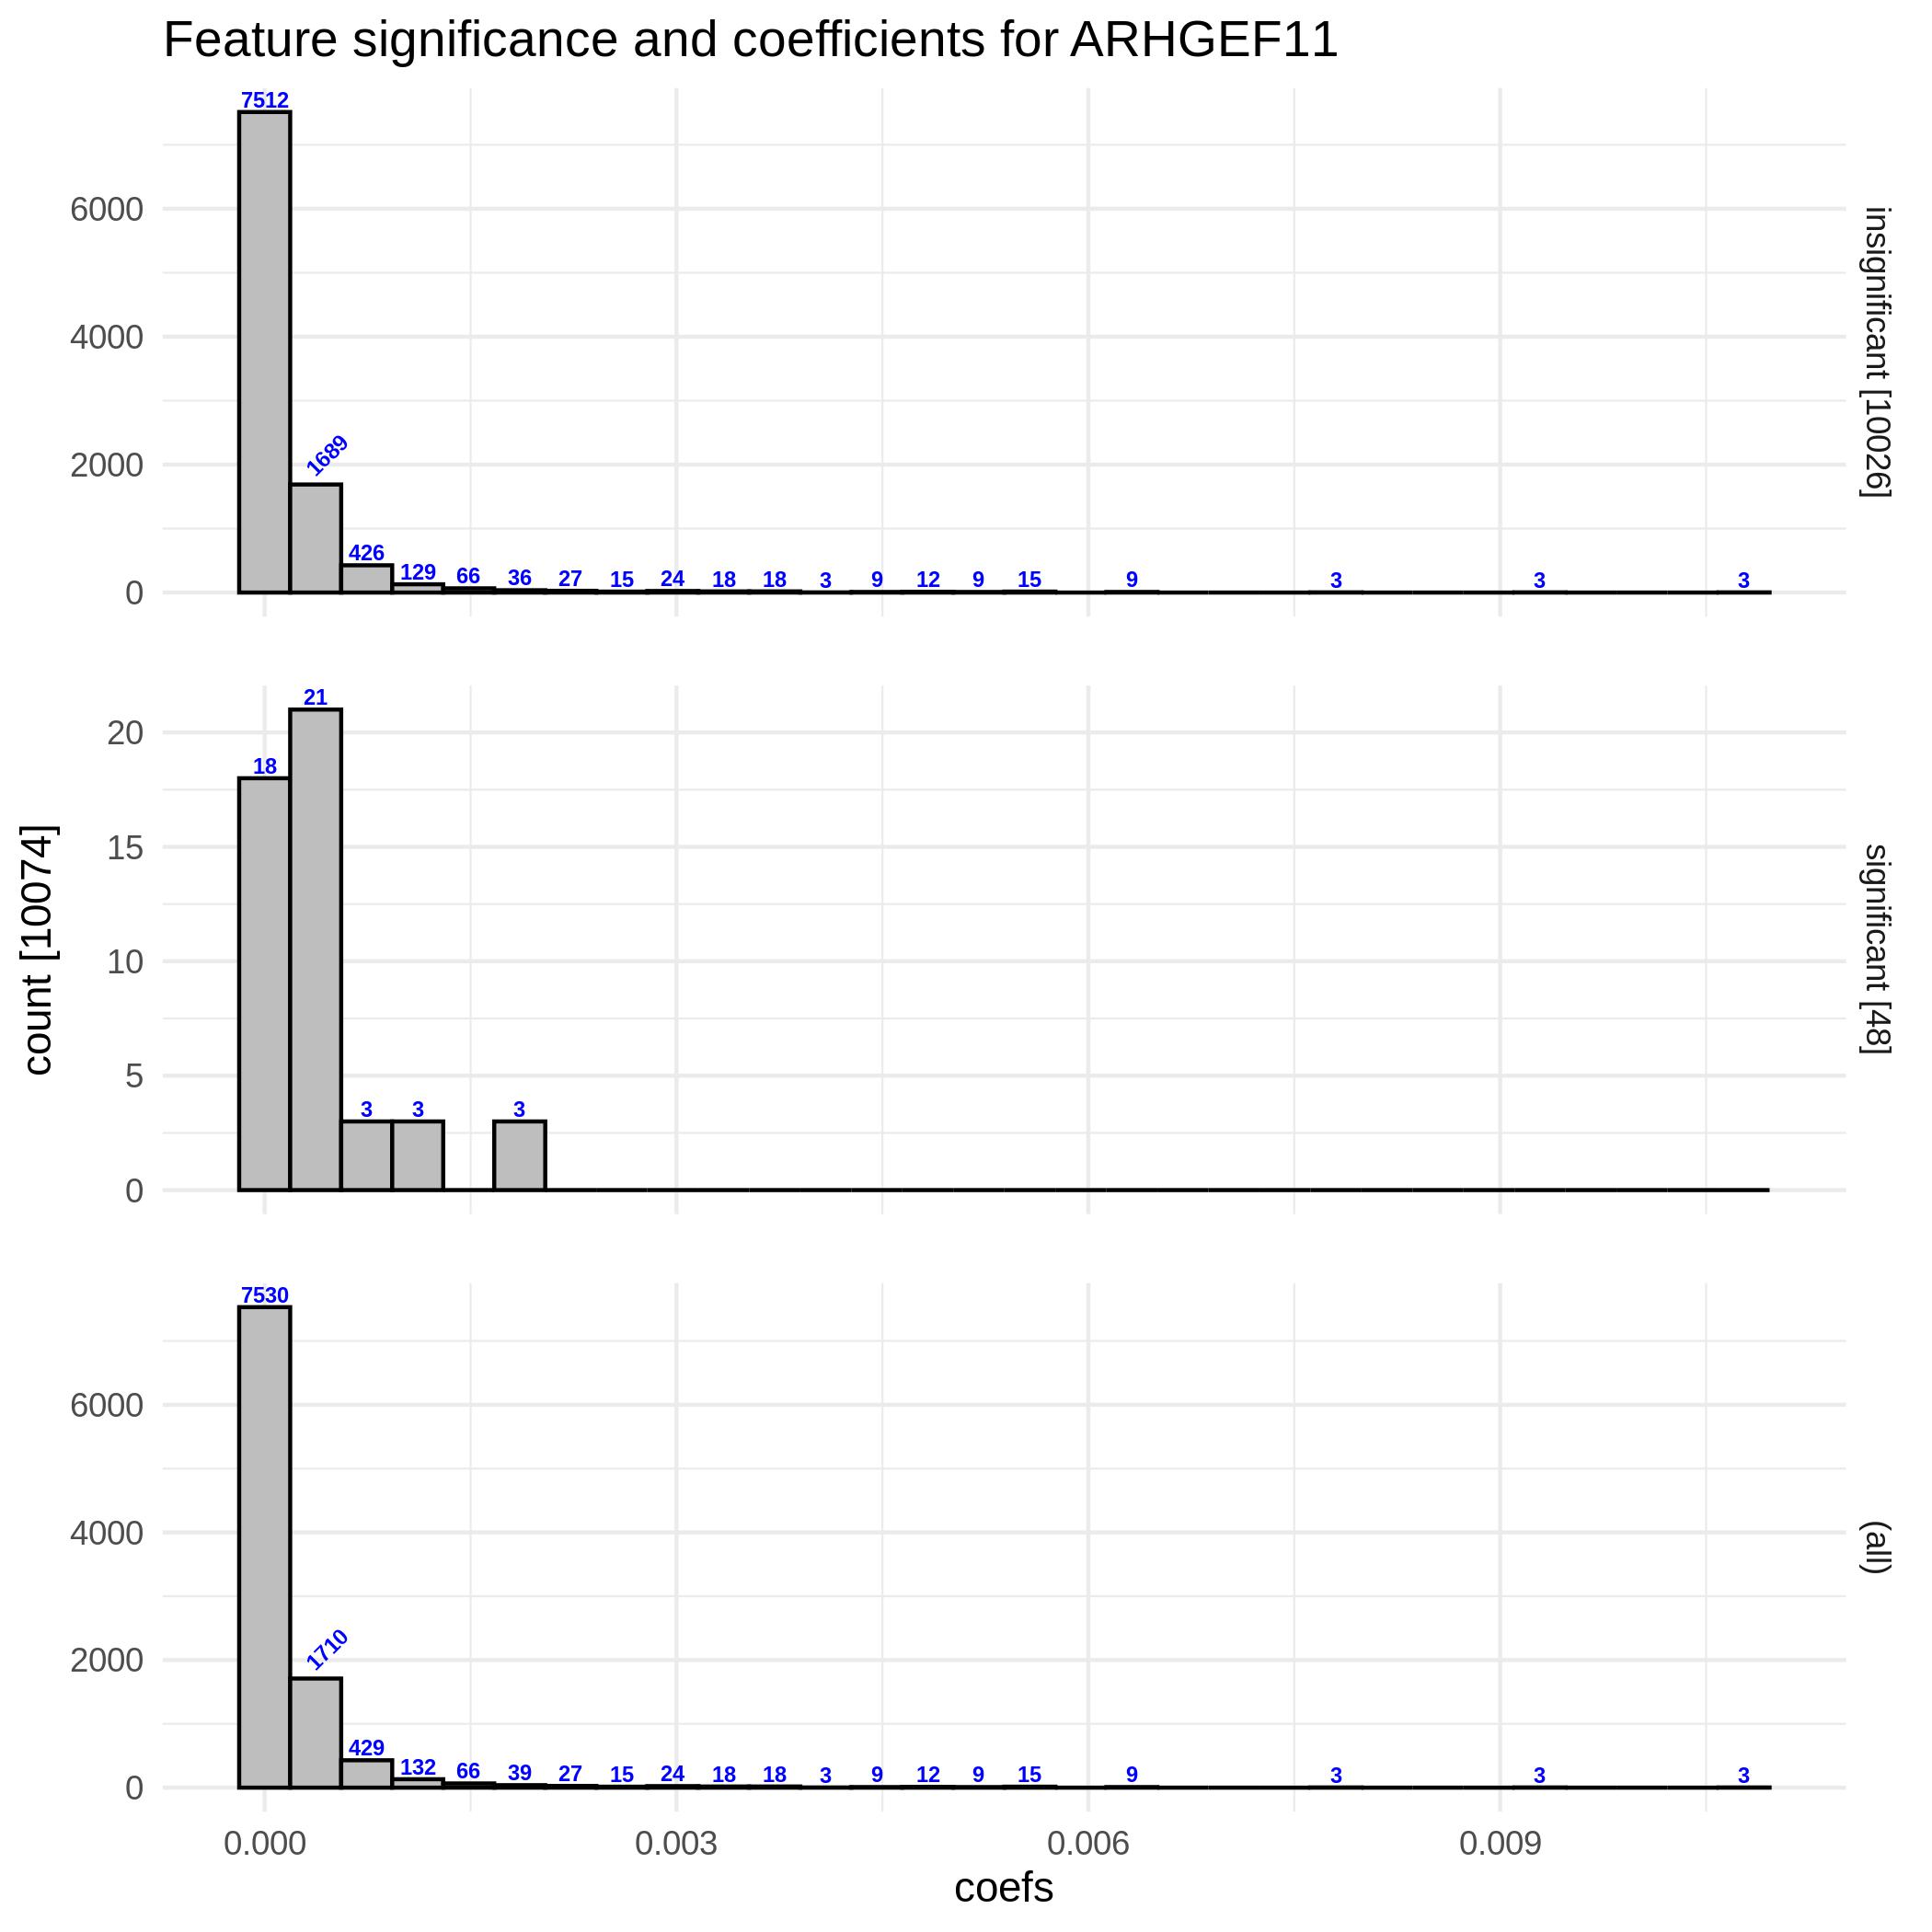 Feature significance and coefficients for ARHGEF11
7512
6000
4000
2000
0
1689
426 129 66 36 27 15 24 18 18 3 9 12 9 15 9 3 3 3
insignificant [10026]
count [10074]
20
15
10
5
0
18 21 3 3 3
significant [48]
7530
6000
4000
2000
0
1710
429 132 66 39 27 15 24 18 18 3 9 12 9 15 9 3 3 3
(all)
0.000 0.003 0.006 0.009
coefs